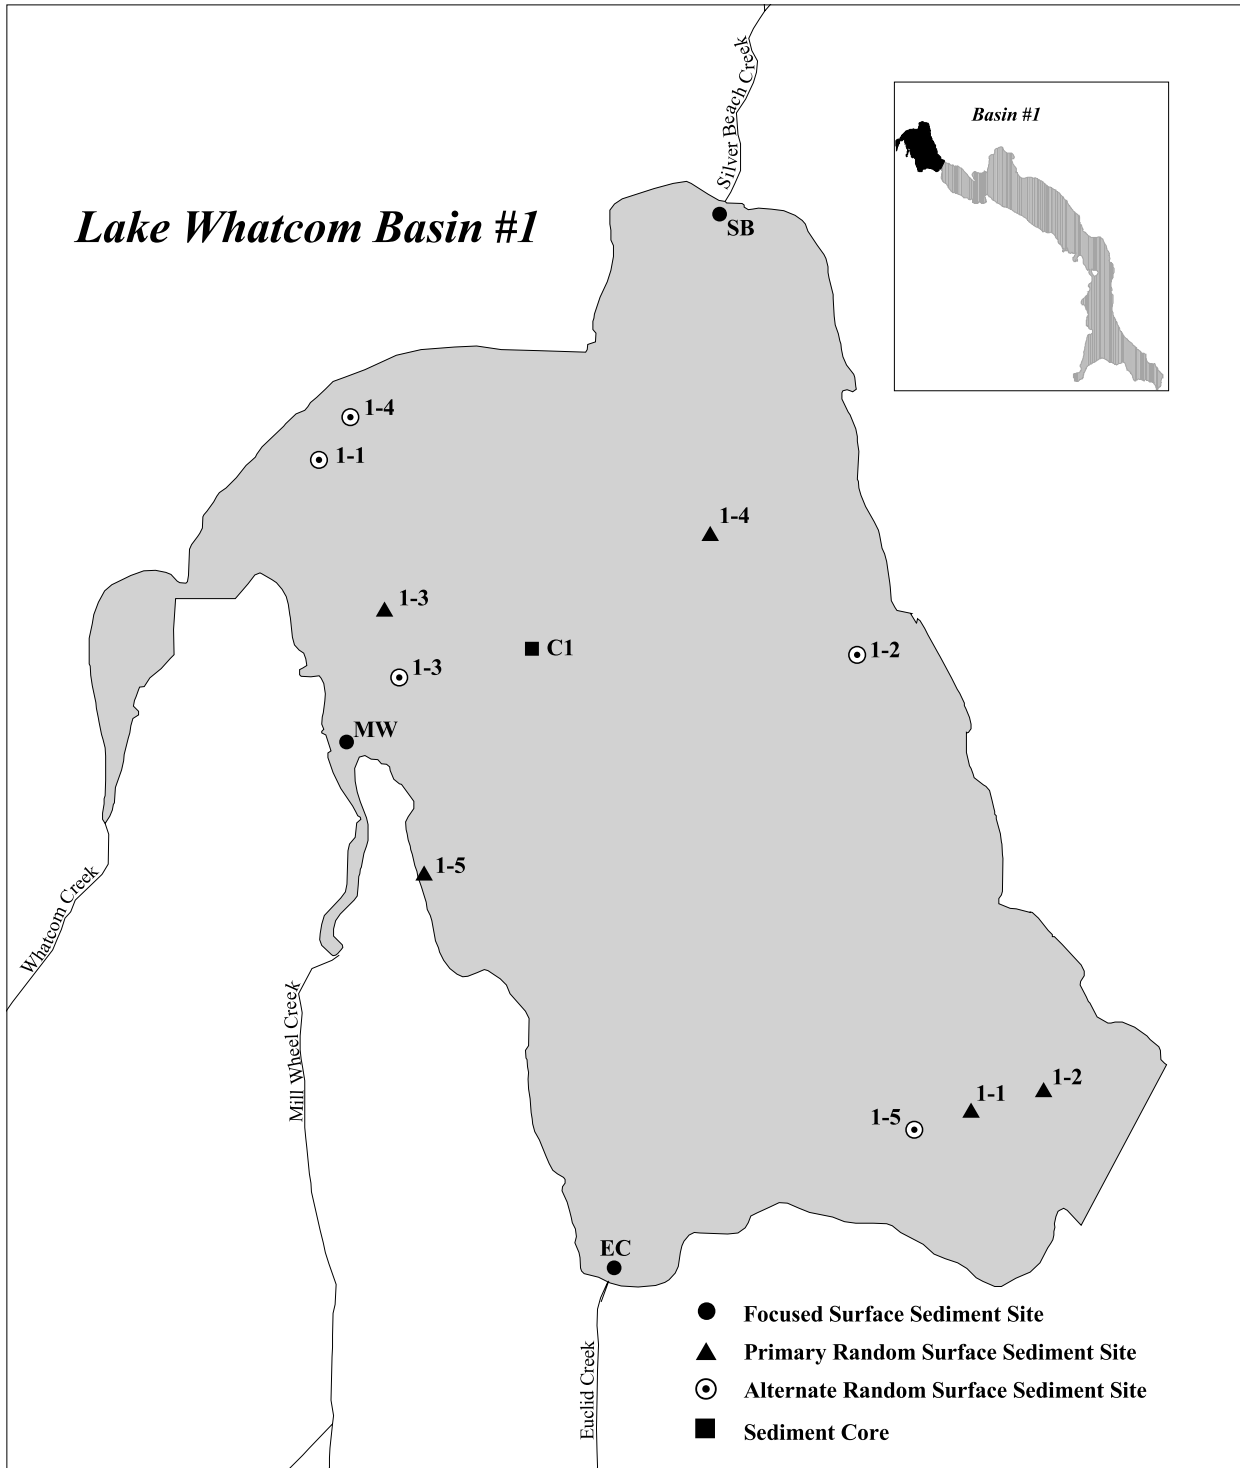 Silver Beach Creek
Basin #1
Lake Whatcom Basin #1
SB
1-4
1-1
1-4
1-3
C1
1-2
1-3
MW
1-5
Whatcom Creek
Mill Wheel Creek
1-2
1-1
1-5
EC
Euclid Creek
Focused Surface Sediment Site
Primary Random Surface Sediment Site
Alternate Random Surface Sediment Site
Sediment Core